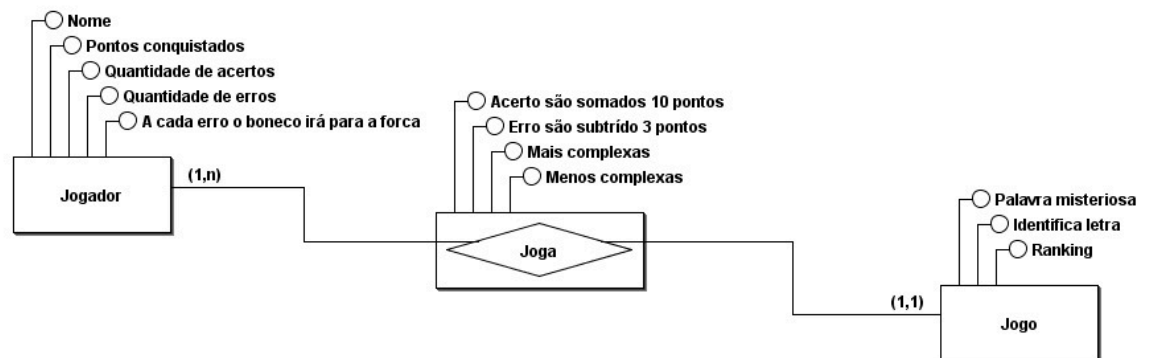 Nome
Pontos conquistados
Quantidade de acertos
Quantidade de erros
A cada erro o boneco irá para a forca
Jogador
(1,n)
Acerto são somados 10 pontos
Erro são subtrído 3 pontos
Mais complexas
Menos complexas
Joga
Palavra misteriosa
Identífica letra
Ranking
(1,1)
Jogo